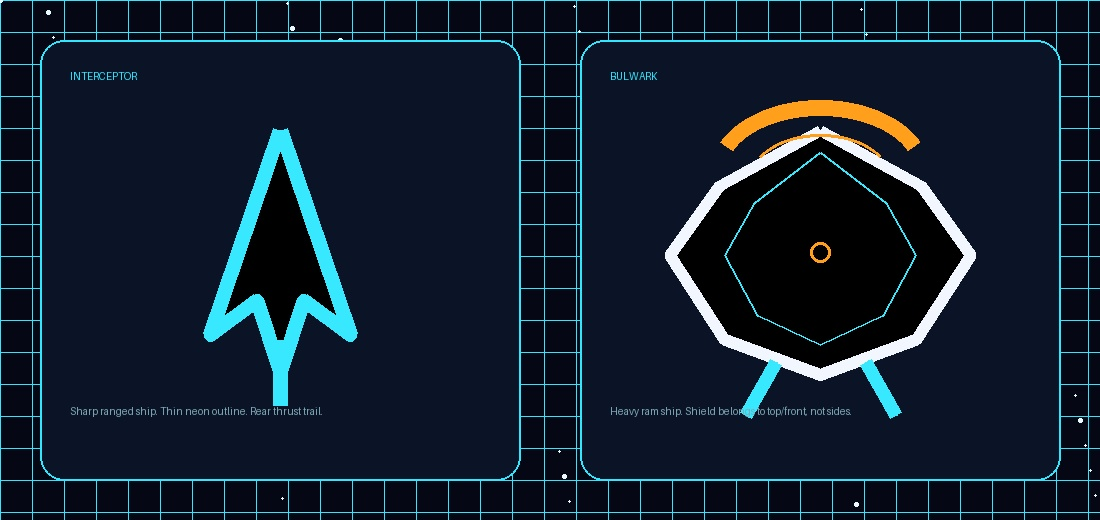 INTERCEPTOR
BULWARK
Sharp ranged ship. Thin neon outline. Rear thrust trail.
Heavy ram ship. Shield belongs to top/front, not sides.